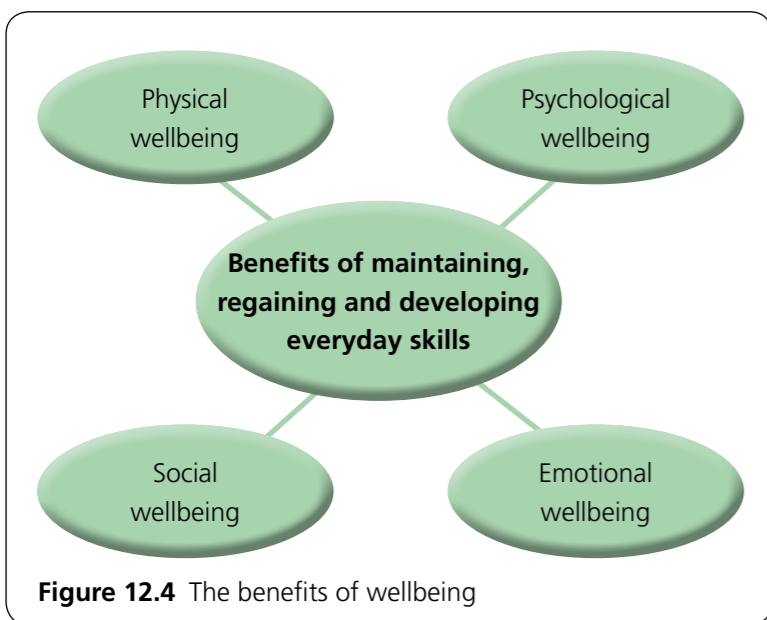 Physical
wellbeing
Psychological
wellbeing
Benefits of maintaining,
regaining and developing
everyday skills
Social
wellbeing
Emotional
wellbeing
Figure 12.4 The benefits of wellbeing